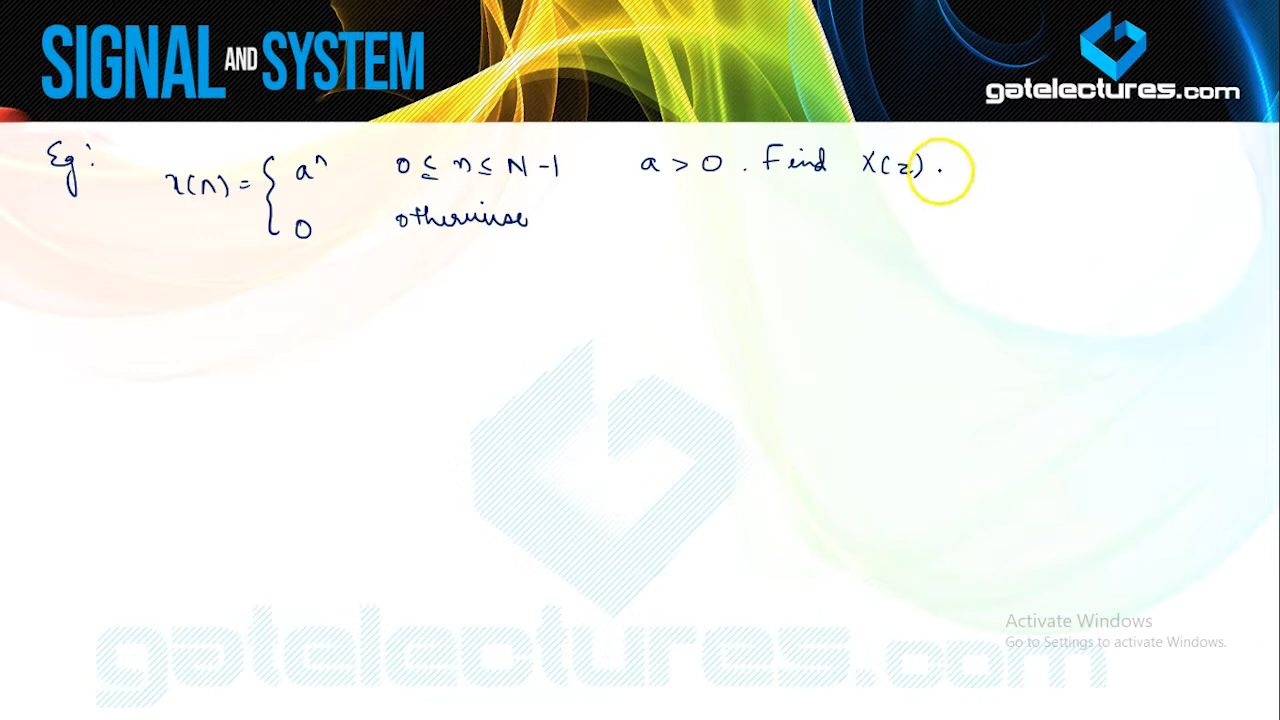 SIGNAL AND SYSTEM
gatelectures.com
Eg:
x(n) = { a^n 0 ≤ n ≤ N-1 a > 0 . Find X(z) .
0 otherwise
Activate Windows
Go to Settings to activate Windows.
gatelectures.com